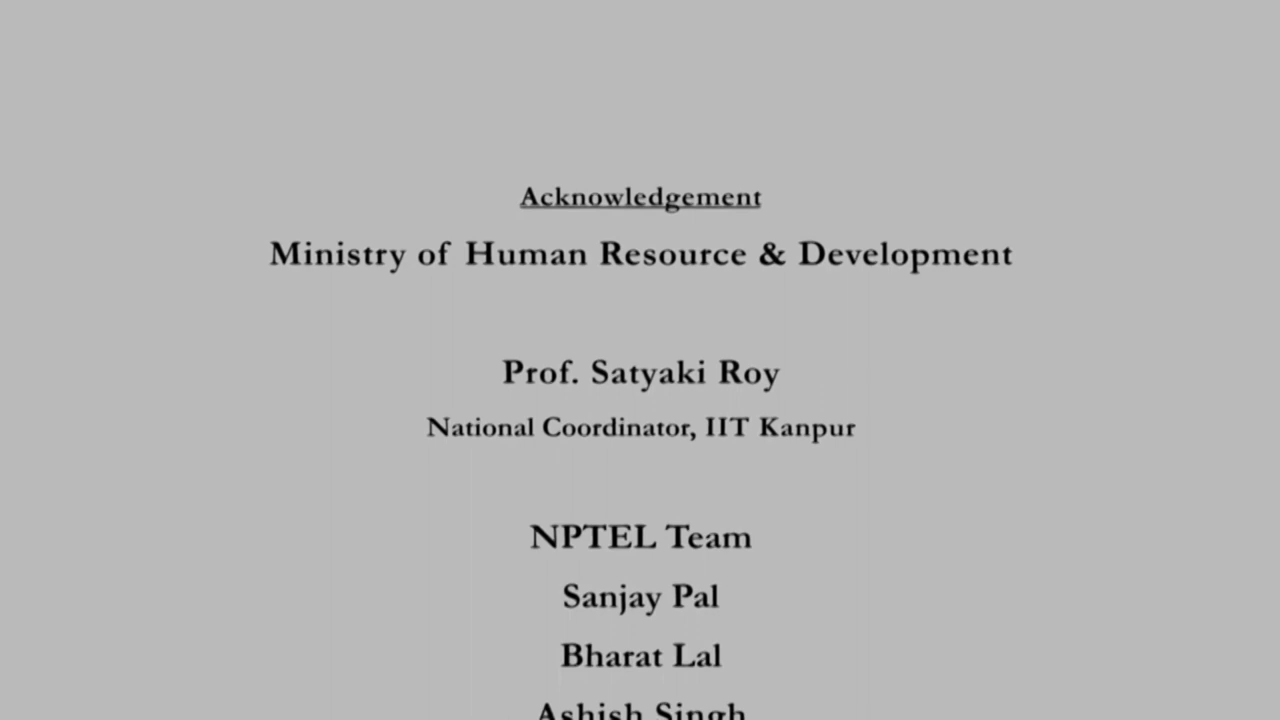 Acknowledgement
Ministry of Human Resource & Development
Prof. Satyaki Roy
National Coordinator, IIT Kanpur
NPTEL Team
Sanjay Pal
Bharat Lal
Ashish Singh